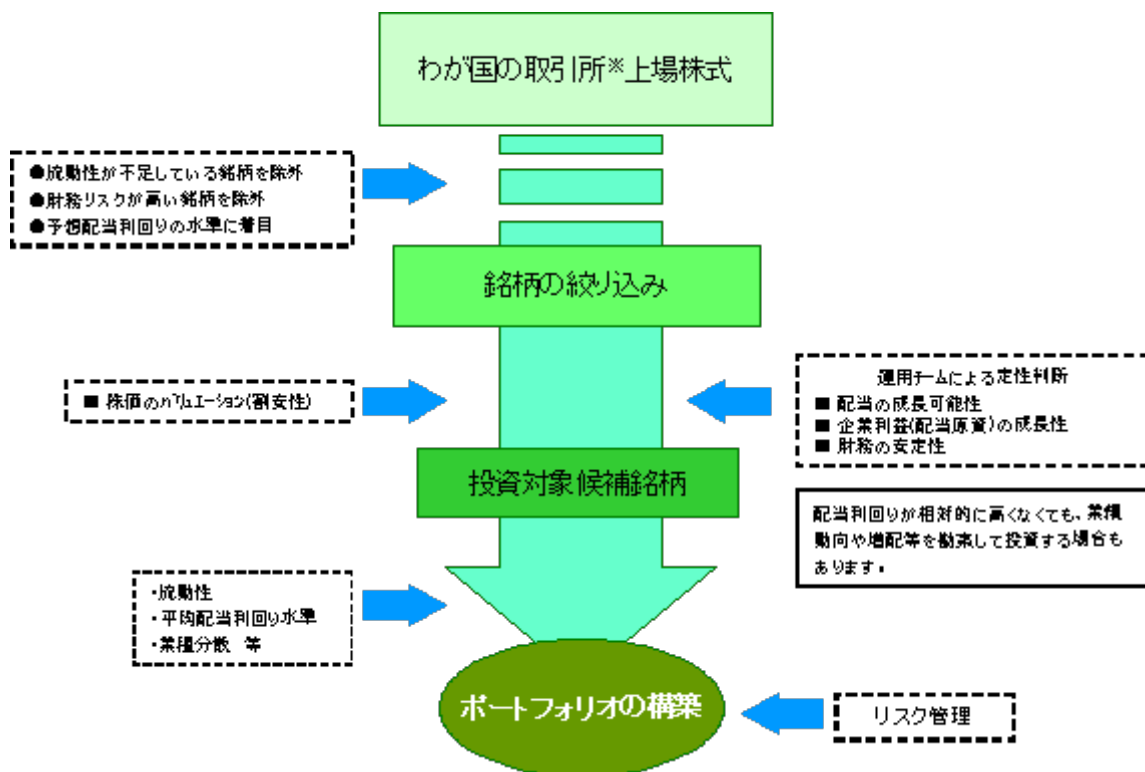 わが国の取引所※上場株式
●流動性が不足している銘柄を除外
●財務リスクが高い銘柄を除外
●予想配当利回りの水準に着目
銘柄の絞り込み
■ 株価のバリュエーション(割安性)
運用チームによる定性判断
■ 配当の成長可能性
■ 企業利益(配当原資)の成長性
■ 財務の安定性
投資対象候補銘柄
配当利回りが相対的に高くなくても、業績
動向や増配等を勘案して投資する場合も
あります。
・流動性
・平均配当利回り水準
・業種分散 等
ポートフォリオの構築
リスク管理